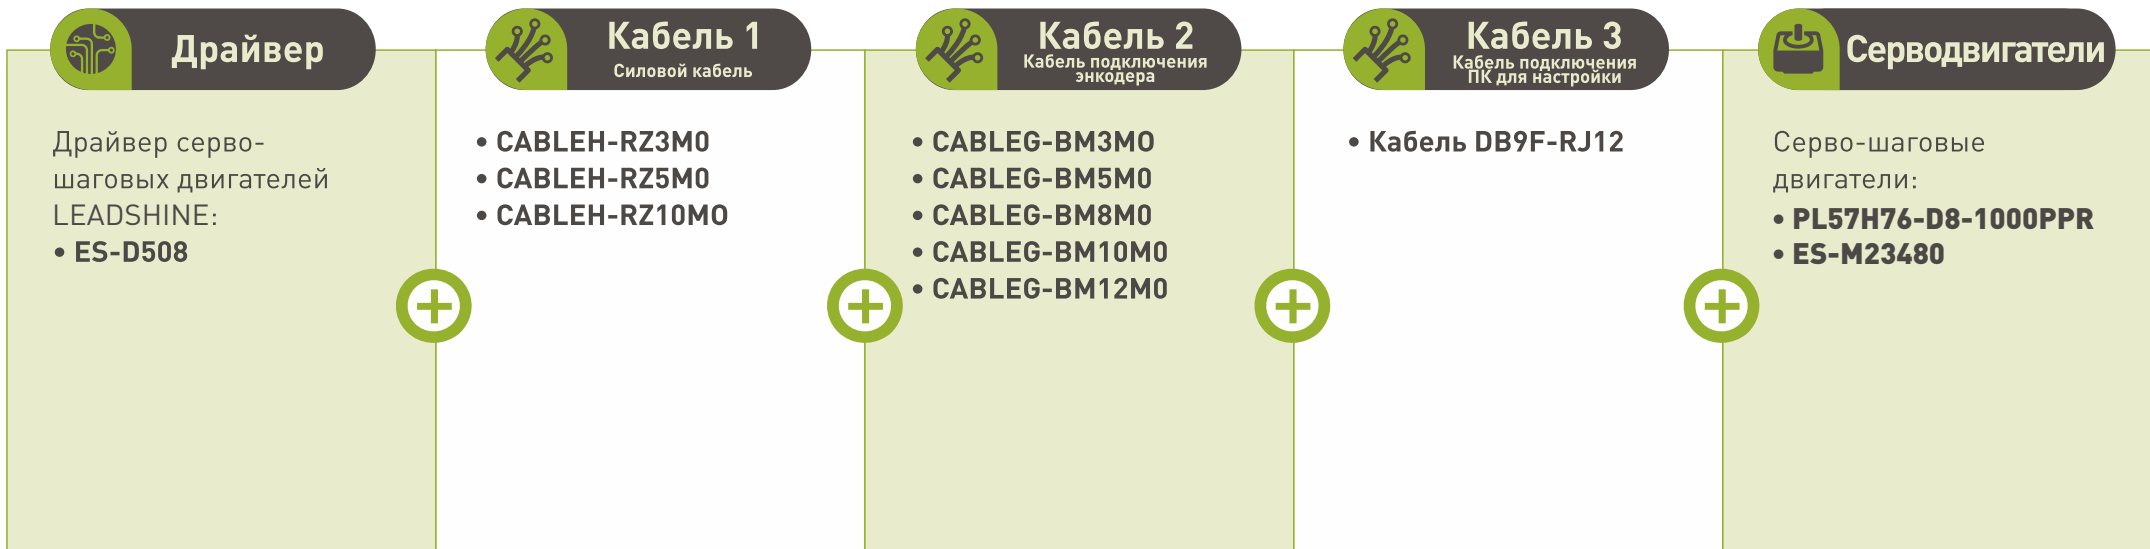 Драйвер
Драйвер серво-
шаговых двигателей
LEADSHINE:
• ES-D508
Кабель 1
Силовой кабель
• CABLEH-RZ3M0
• CABLEH-RZ5M0
• CABLEH-RZ10MO
Кабель 2
Кабель подключения
энкодера
• CABLEG-BM3MO
• CABLEG-BM5M0
• CABLEG-BM8M0
• CABLEG-BM10M0
• CABLEG-BM12M0
Кабель 3
Кабель подключения
ПК для настройки
• Кабель DB9F-RJ12
Серводвигатели
Серво-шаговые
двигатели:
• PL57H76-D8-1000PPR
• ES-M23480